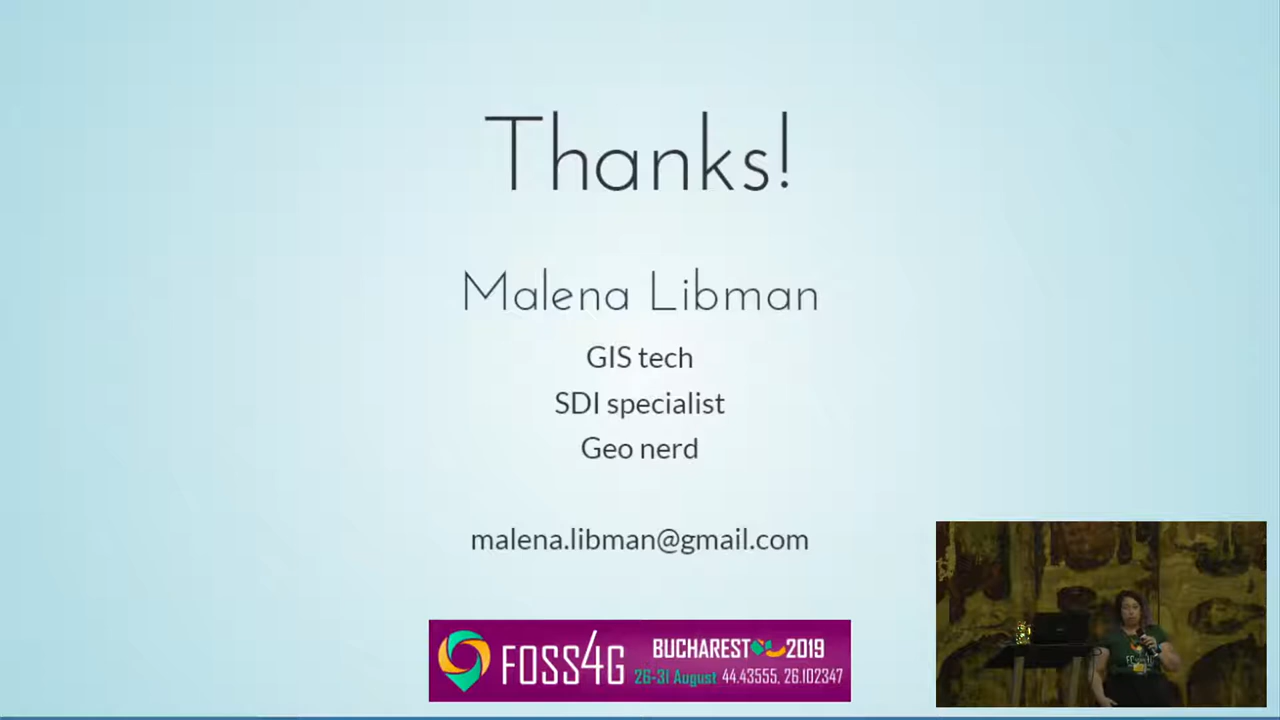 Thanks!
Malena Libman
GIS tech
SDI specialist
Geo nerd
malena.libman@gmail.com
FOSS4G
BUCHAREST 2019
26-31 August 44.43555, 26.102347